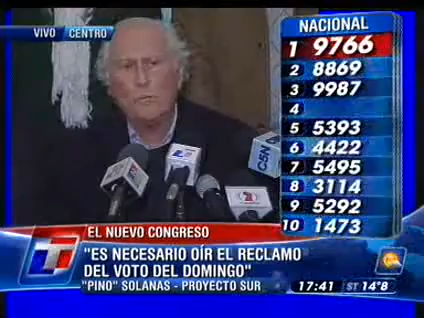 VIVO CENTRO
NACIONAL
1 9766
2 8869
3 9987
4
5 5393
6 4422
7 5495
8 3114
9 5292
10 1473
C5N
EL NUEVO CONGRESO
"ES NECESARIO OÍR EL RECLAMO
DEL VOTO DEL DOMINGO"
"PINO" SOLANAS - PROYECTO SUR
17:41 ST 14°8